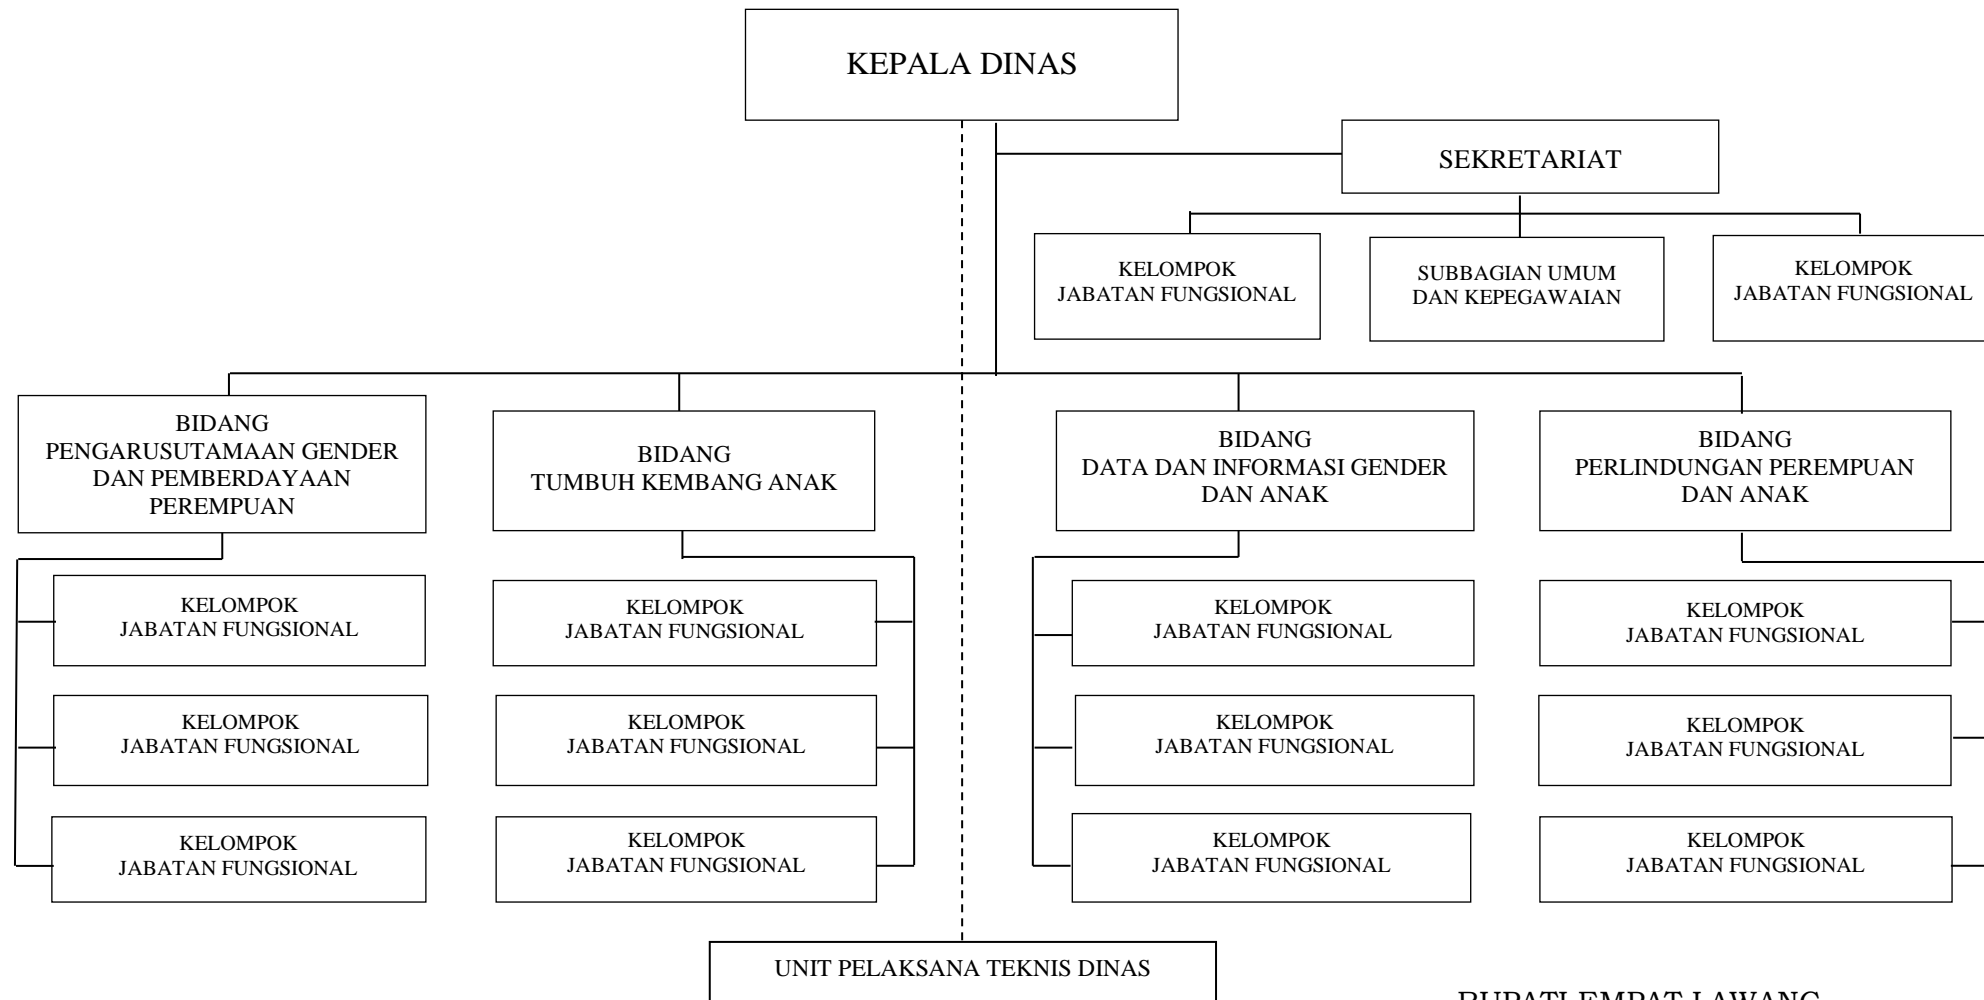 KEPALA DINAS
SEKRETARIAT
KELOMPOK
JABATAN FUNGSIONAL
SUBBAGIAN UMUM
DAN KEPEGAWAIAN
KELOMPOK
JABATAN FUNGSIONAL
BIDANG
PENGARUSUTAMAAN GENDER
DAN PEMBERDAYAAN
PEREMPUAN
BIDANG
TUMBUH KEMBANG ANAK
BIDANG
DATA DAN INFORMASI GENDER
DAN ANAK
BIDANG
PERLINDUNGAN PEREMPUAN
DAN ANAK
KELOMPOK
JABATAN FUNGSIONAL
KELOMPOK
JABATAN FUNGSIONAL
KELOMPOK
JABATAN FUNGSIONAL
KELOMPOK
JABATAN FUNGSIONAL
KELOMPOK
JABATAN FUNGSIONAL
KELOMPOK
JABATAN FUNGSIONAL
KELOMPOK
JABATAN FUNGSIONAL
KELOMPOK
JABATAN FUNGSIONAL
KELOMPOK
JABATAN FUNGSIONAL
KELOMPOK
JABATAN FUNGSIONAL
KELOMPOK
JABATAN FUNGSIONAL
KELOMPOK
JABATAN FUNGSIONAL
UNIT PELAKSANA TEKNIS DINAS
BUPATI EMPAT LAWANG